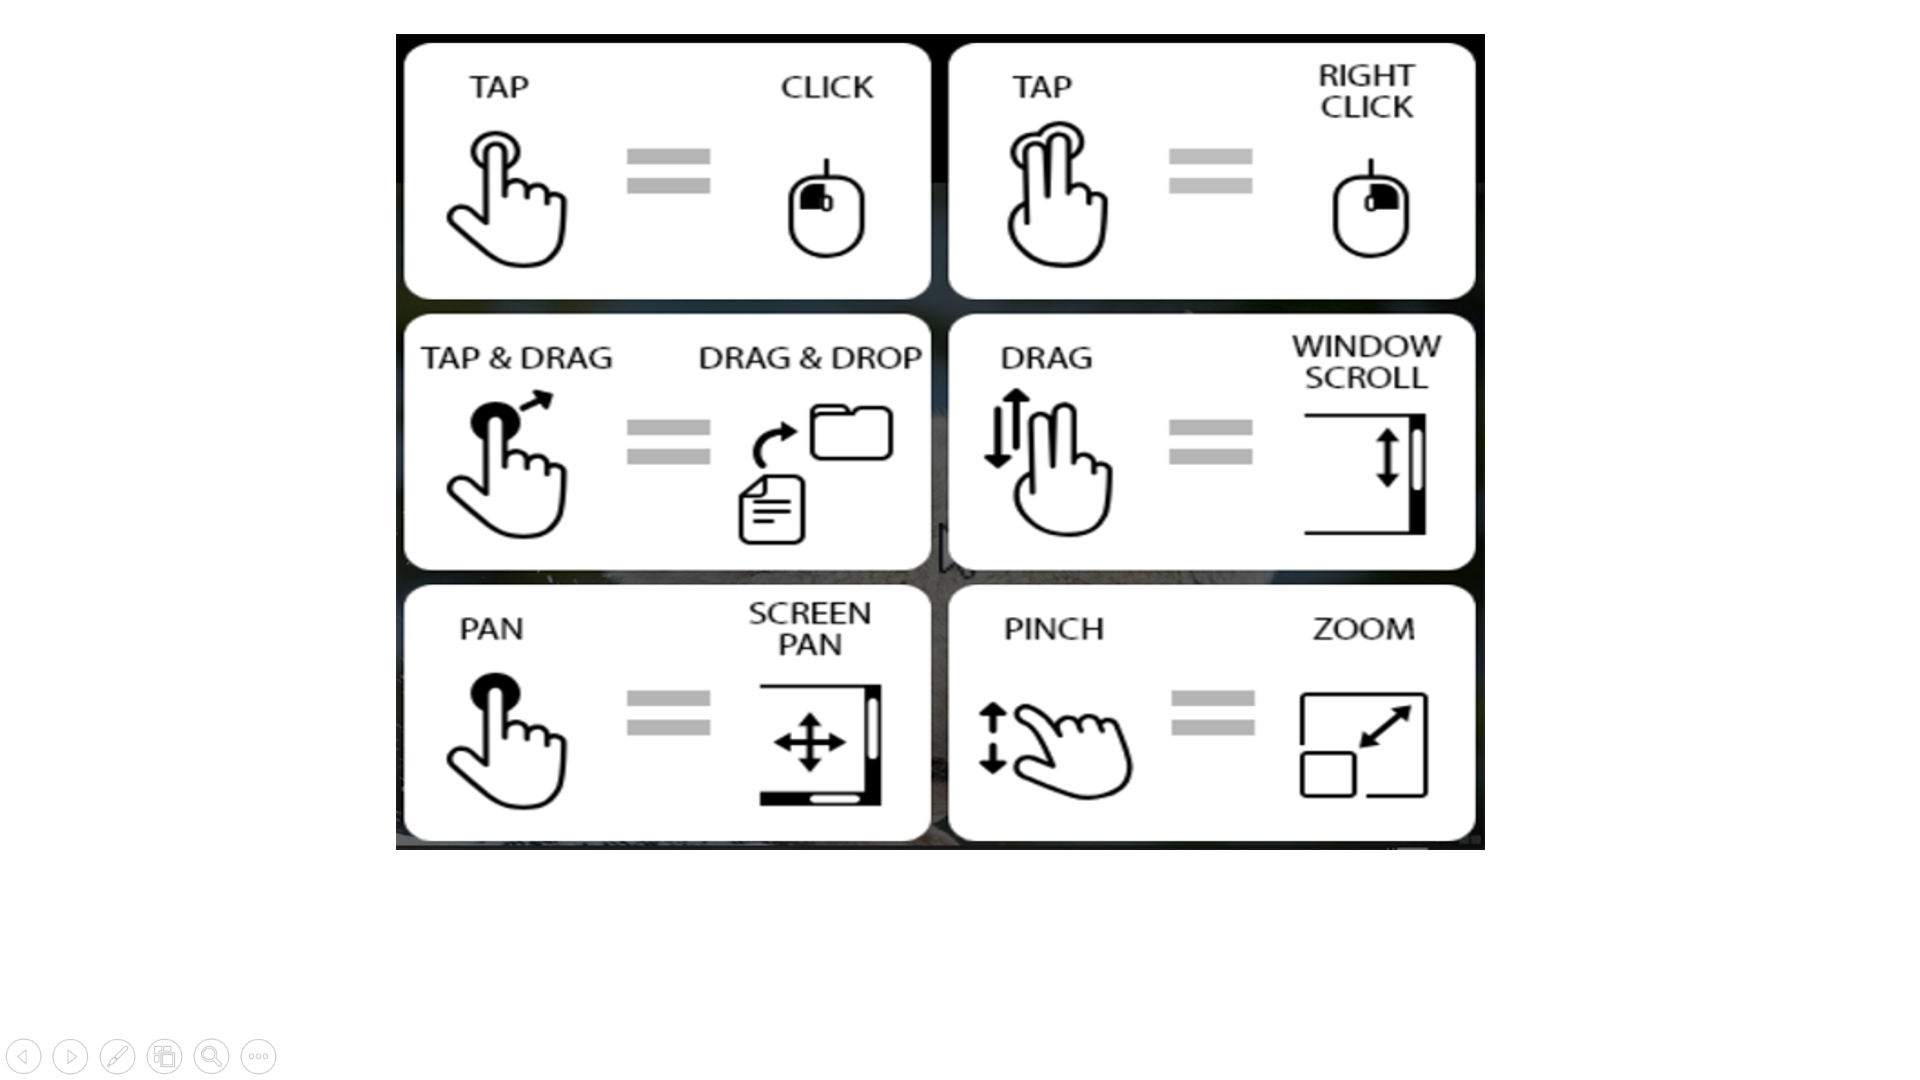 TAP
CLICK
TAP
RIGHT
CLICK
TAP & DRAG
DRAG & DROP
DRAG
WINDOW
SCROLL
PAN
SCREEN
PAN
PINCH
ZOOM